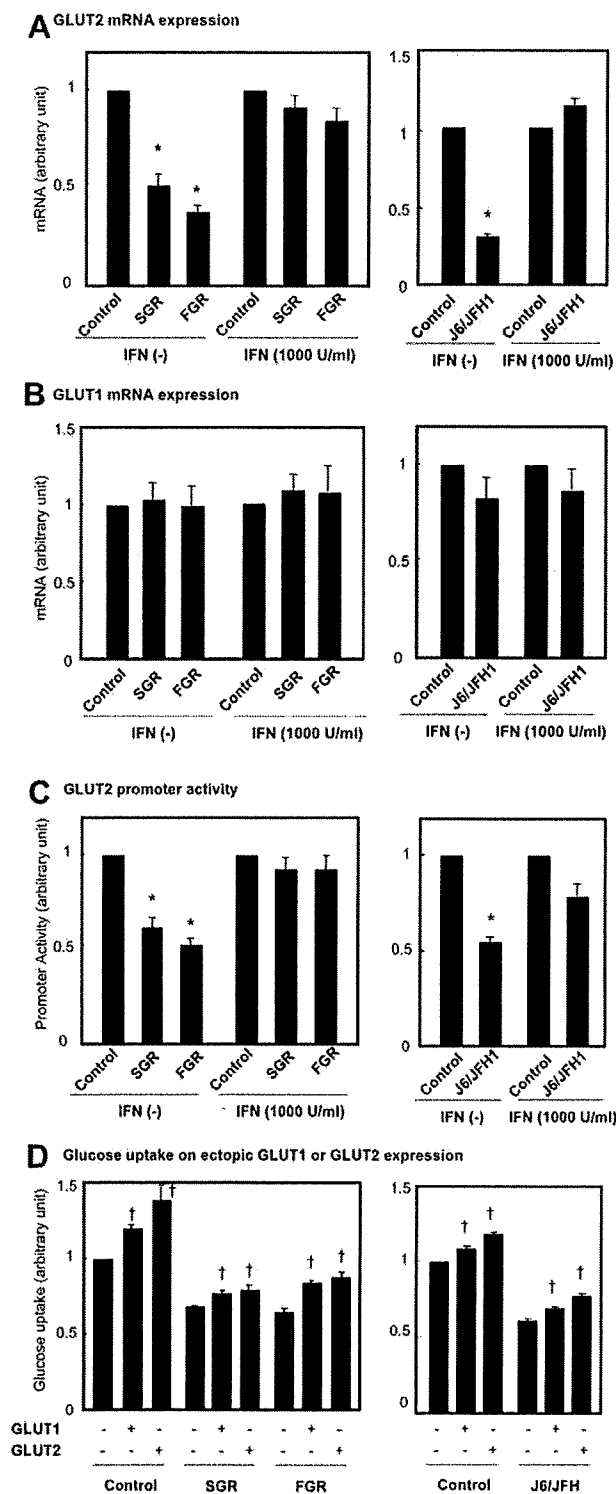 A GLUT2 mRNA expression
mRNA (arbitrary unit)
1
0.5
0
Control SGR FGR Control SGR FGR
IFN (-) IFN (1000 U/ml)
1.5
1
0.5
0
Control J6/JFH1 Control J6/JFH1
IFN (-) IFN (1000 U/ml)
B GLUT1 mRNA expression
mRNA (arbitrary unit)
1.5
1
0.5
0
Control SGR FGR Control SGR FGR
IFN (-) IFN (1000 U/ml)
1
0.5
0
Control J6/JFH1 Control J6/JFH1
IFN (-) IFN (1000 U/ml)
C GLUT2 promoter activity
Promoter Activity (arbitrary unit)
1
0.5
0
Control SGR FGR Control SGR FGR
IFN (-) IFN (1000 U/ml)
1
0.5
0
Control J6/JFH1 Control J6/JFH1
IFN (-) IFN (1000 U/ml)
D Glucose uptake on ectopic GLUT1 or GLUT2 expression
Glucose uptake (arbitrary unit)
1.5
1
0.5
0
1.5
1
0.5
0
GLUT1 - + - - + - - + - - + - - + -
GLUT2 - - + - - + - - + - - + - - +
Control SGR FGR Control J6/JFH